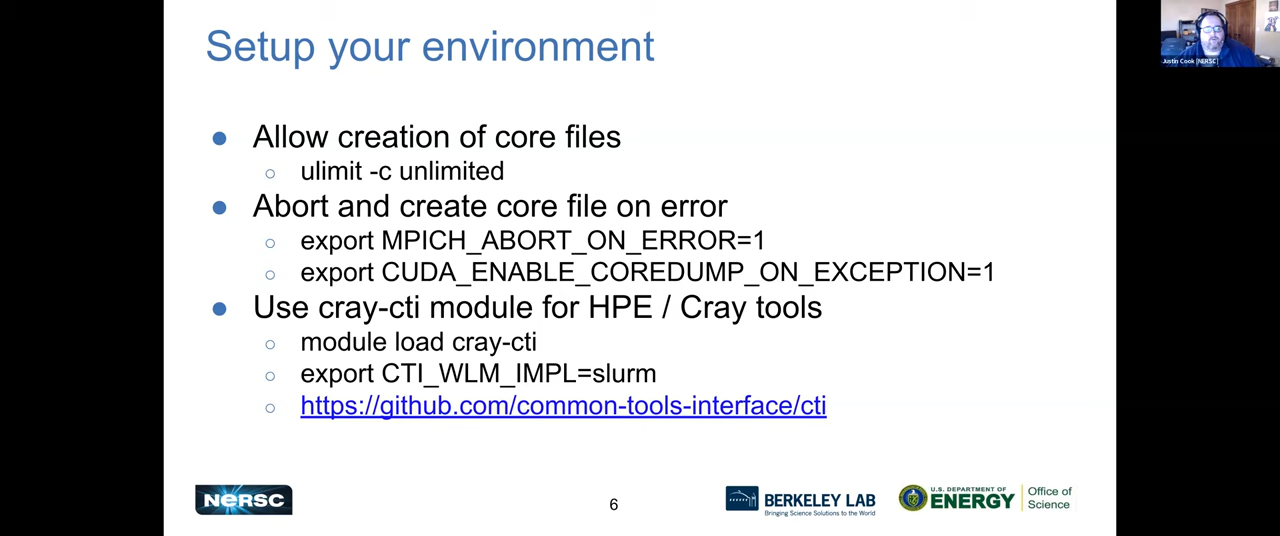 Setup your environment
Justin Cook [NERSC]
● Allow creation of core files
○ ulimit -c unlimited
● Abort and create core file on error
○ export MPICH_ABORT_ON_ERROR=1
○ export CUDA_ENABLE_COREDUMP_ON_EXCEPTION=1
● Use cray-cti module for HPE / Cray tools
○ module load cray-cti
○ export CTI_WLM_IMPL=slurm
○ https://github.com/common-tools-interface/cti
NERSC
6
BERKELEY LAB
Bringing Science Solutions to the World
U.S. DEPARTMENT OF
ENERGY
Office of
Science